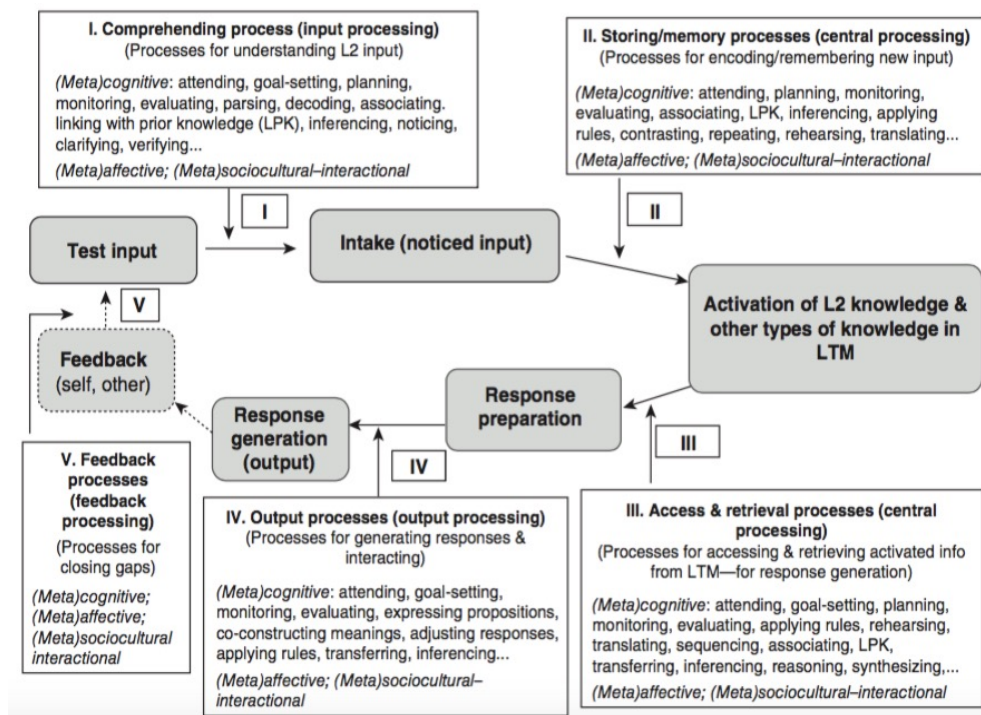 I. Comprehending process (input processing)
(Processes for understanding L2 input)
(Meta)cognitive: attending, goal-setting, planning,
monitoring, evaluating, parsing, decoding, associating.
linking with prior knowledge (LPK), inferencing, noticing,
clarifying, verifying...
(Meta)affective; (Meta)sociocultural–interactional
II. Storing/memory processes (central processing)
(Processes for encoding/remembering new input)
(Meta)cognitive: attending, planning, monitoring,
evaluating, associating, LPK, inferencing, applying
rules, contrasting, repeating, rehearsing, translating...
(Meta)affective; (Meta)sociocultural–interactional
I
II
Test input
Intake (noticed input)
Activation of L2 knowledge &
other types of knowledge in
LTM
V
Feedback
(self, other)
Response
generation
(output)
Response
preparation
III
IV
V. Feedback
processes
(feedback
processing)
(Processes for
closing gaps)
(Meta)cognitive;
(Meta)affective;
(Meta)sociocultural
interactional
IV. Output processes (output processing)
(Processes for generating responses &
interacting)
(Meta)cognitive: attending, goal-setting,
monitoring, evaluating, expressing propositions,
co-constructing meanings, adjusting responses,
applying rules, transferring, inferencing...
(Meta)affective; (Meta)sociocultural–
interactional
III. Access & retrieval processes (central
processing)
(Processes for accessing & retrieving activated info
from LTM—for response generation)
(Meta)cognitive: attending, goal-setting, planning,
monitoring, evaluating, applying rules, rehearsing,
translating, sequencing, associating, LPK,
transferring, inferencing, reasoning, synthesizing,...
(Meta)affective; (Meta)sociocultural–interactional